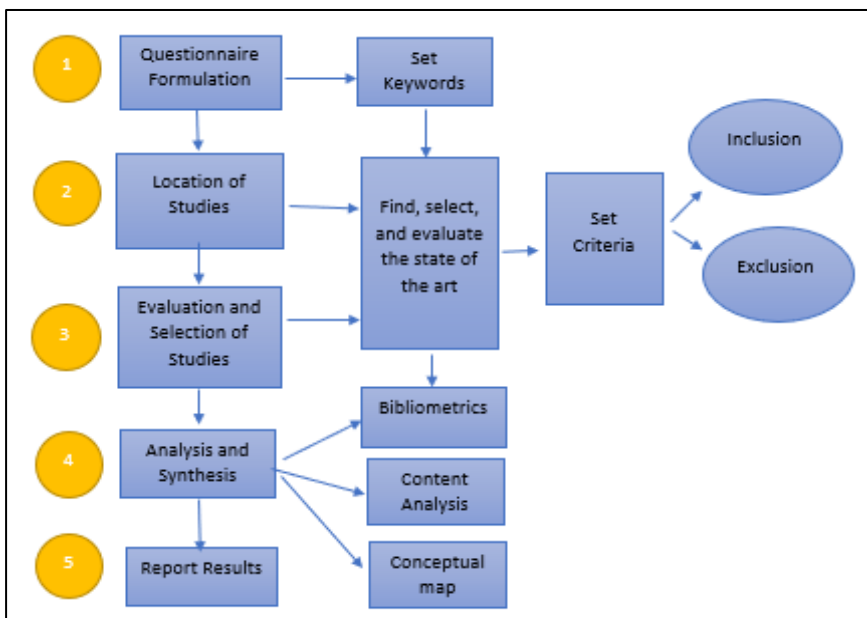 1
Questionnaire
Formulation
Set
Keywords
2
Location of
Studies
Find, select,
and evaluate
the state of
the art
Set
Criteria
Inclusion
Exclusion
3
Evaluation and
Selection of
Studies
Bibliometrics
4
Analysis and
Synthesis
Content
Analysis
5
Report Results
Conceptual
map